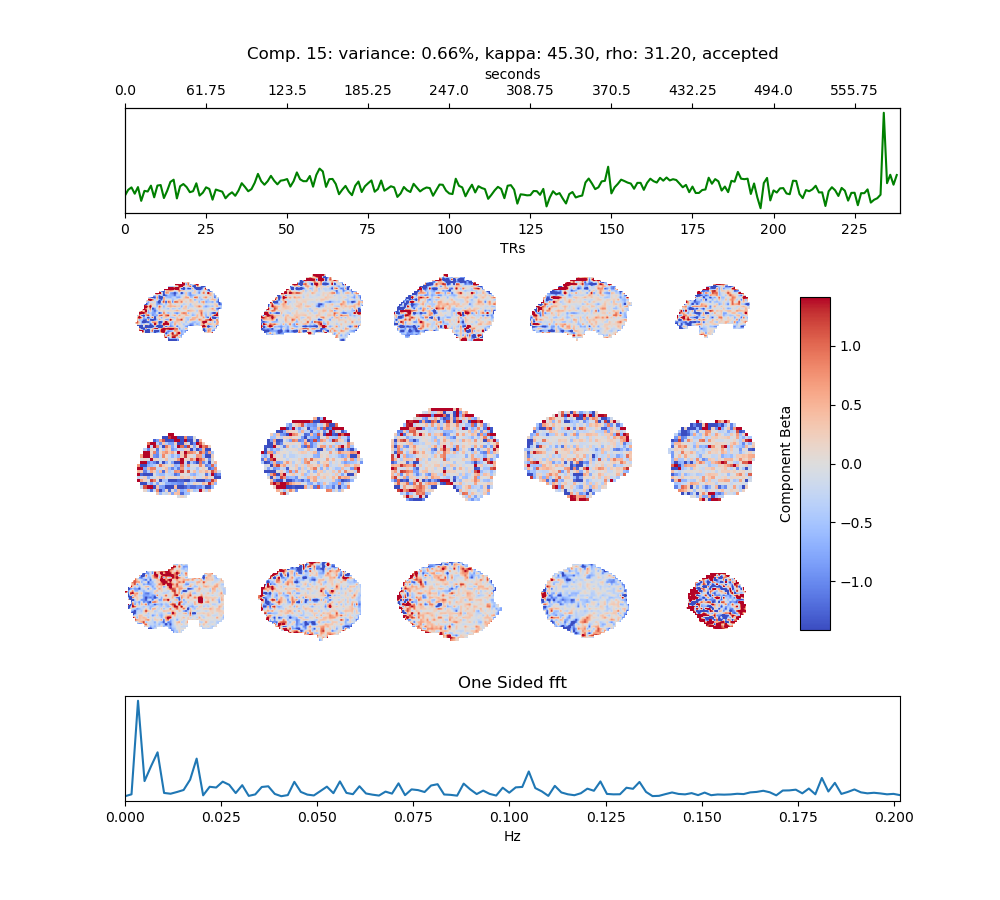 Comp. 15: variance: 0.66%, kappa: 45.30, rho: 31.20, accepted
seconds
0.0 61.75 123.5 185.25 247.0 308.75 370.5 432.25 494.0 555.75
0 25 50 75 100 125 150 175 200 225
TRs
1.0
0.5
0.0
−0.5
−1.0
Component Beta
One Sided fft
0.000 0.025 0.050 0.075 0.100 0.125 0.150 0.175 0.200
Hz